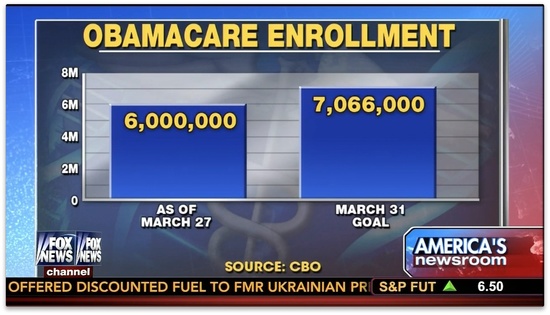 OBAMACARE ENROLLMENT
8M
6M
4M
2M
0
6,000,000
7,066,000
AS OF
MARCH 27
MARCH 31
GOAL
SOURCE: CBO
FOX
NEWS
channel
FOX
NEWS
AMERICA'S
newsroom
OFFERED DISCOUNTED FUEL TO FMR UKRAINIAN PR
S&P FUT 6.50